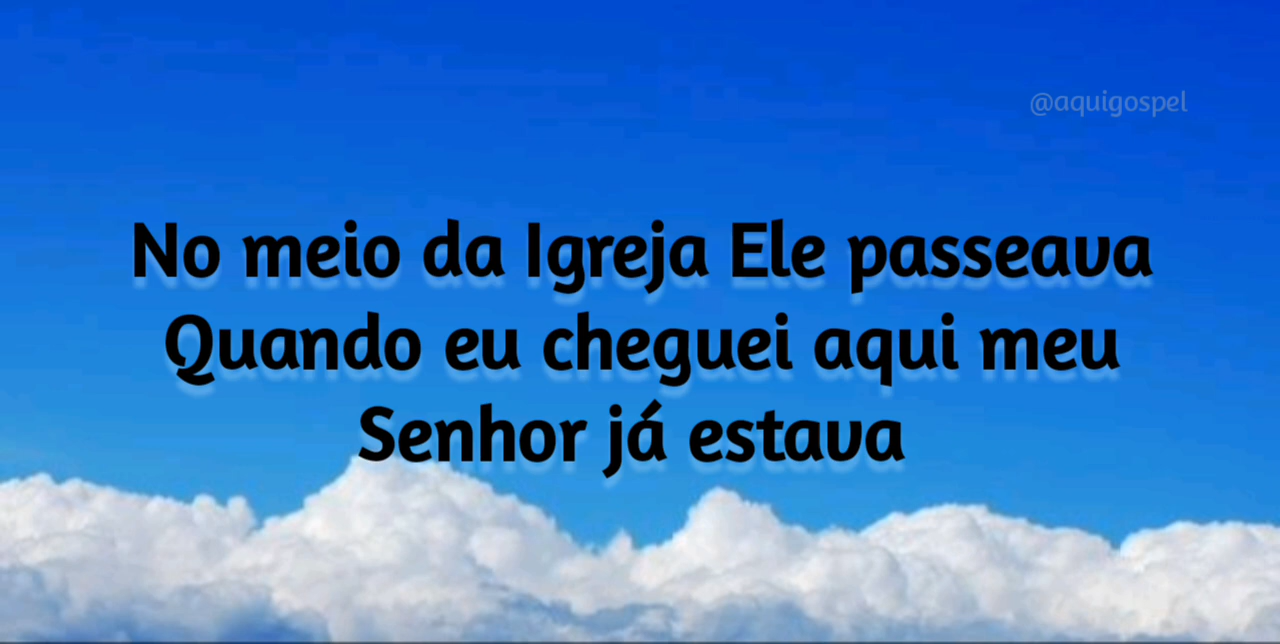 @aquigospel
No meio da Igreja Ele passeava
Quando eu cheguei aqui meu
Senhor já estava